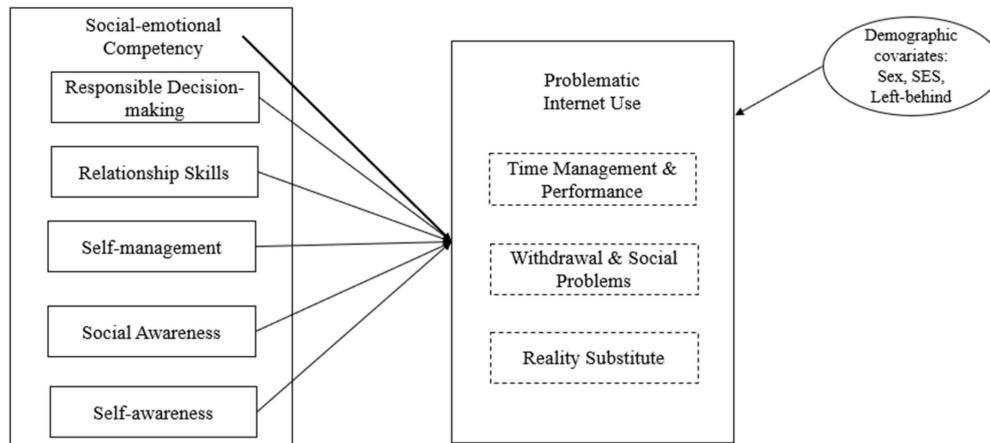 Social-emotional
Competency
Responsible Decision-
making
Relationship Skills
Self-management
Social Awareness
Self-awareness
Problematic
Internet Use
Time Management &
Performance
Withdrawal & Social
Problems
Reality Substitute
Demographic
covariates:
Sex, SES,
Left-behind